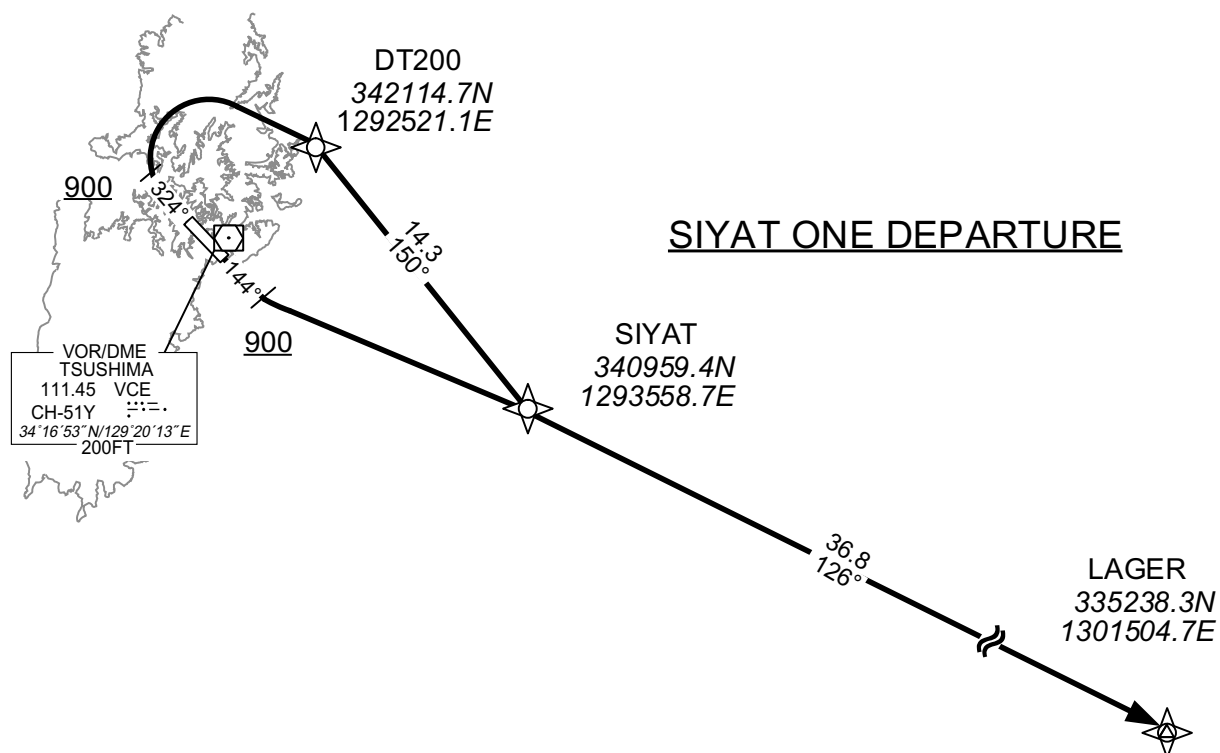 DT200
342114.7N
1292521.1E
900
324°
14.3
150°
SIYAT ONE DEPARTURE
144°
900
SIYAT
340959.4N
1293558.7E
VOR/DME
TSUSHIMA
111.45 VCE
CH-51Y
34°16′53″N/129°20′13″E
200FT
36.8
126°
LAGER
335238.3N
1301504.7E